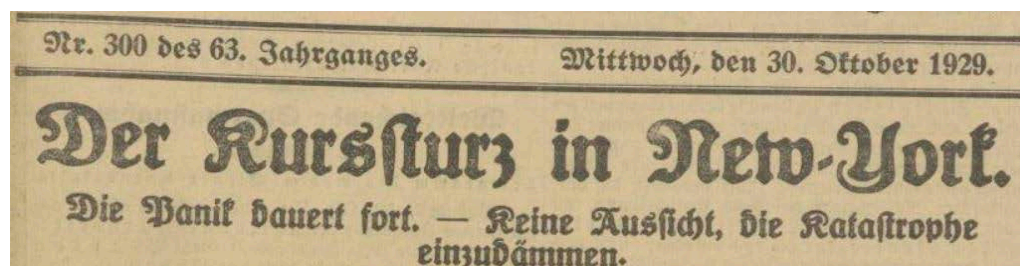 Nr. 300 des 63. Jahrganges. Mittwoch, den 30. Oktober 1929.
Der Kurssturz in New-York.
Die Panik dauert fort. — Keine Aussicht, die Katastrophe
einzudämmen.